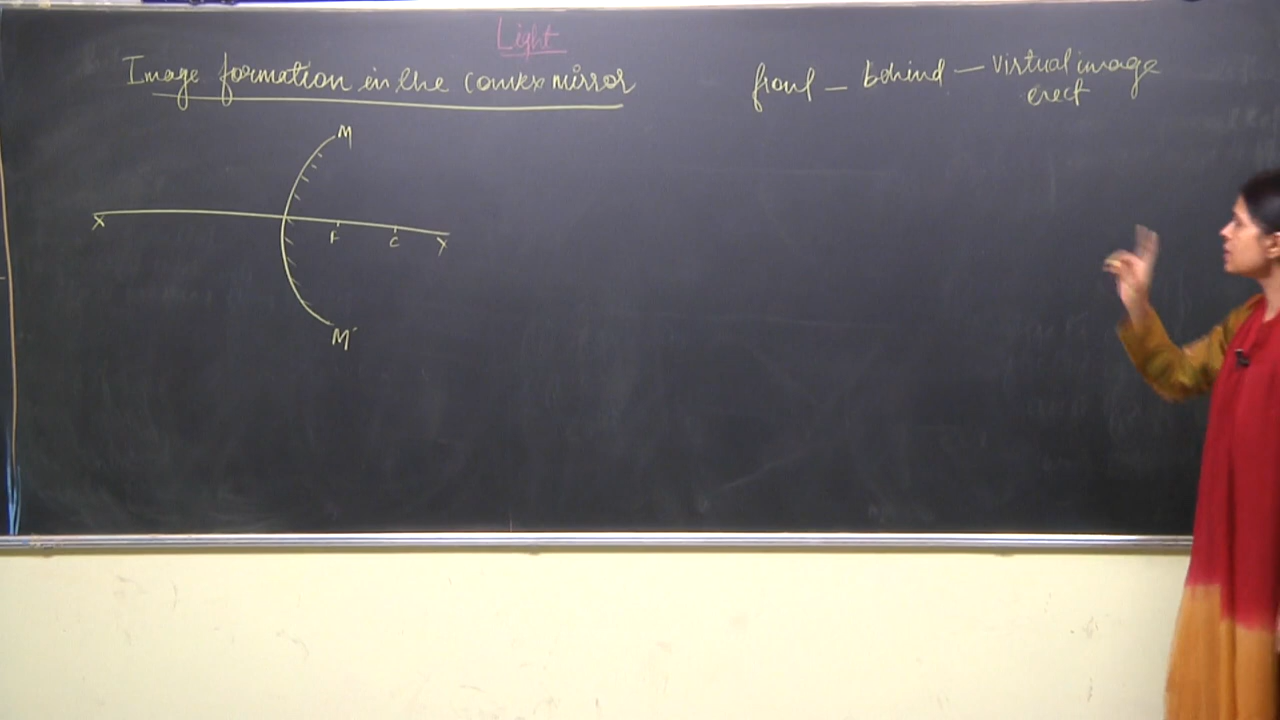 Light
Image formation in the convex mirror
front - behind - virtual image
erect
M
X
F
C
Y
M'